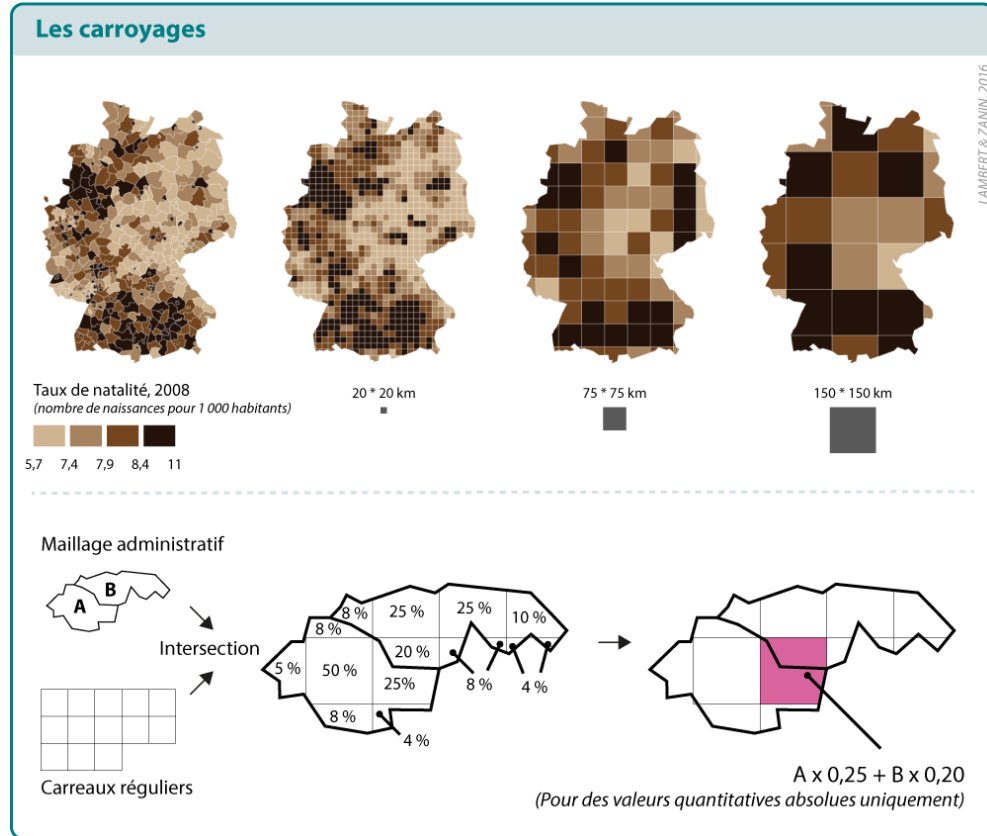 Les carroyages
LAMBERT & ZANIN, 2016
Taux de natalité, 2008
(nombre de naissances pour 1 000 habitants)
5,7 7,4 7,9 8,4 11
20 * 20 km
75 * 75 km
150 * 150 km
Maillage administratif
A
B
Intersection
Carreaux réguliers
8 %
25 %
25 %
10 %
8 %
20 %
5 %
50 %
25%
8 %
4 %
8 %
4 %
A x 0,25 + B x 0,20
(Pour des valeurs quantitatives absolues uniquement)